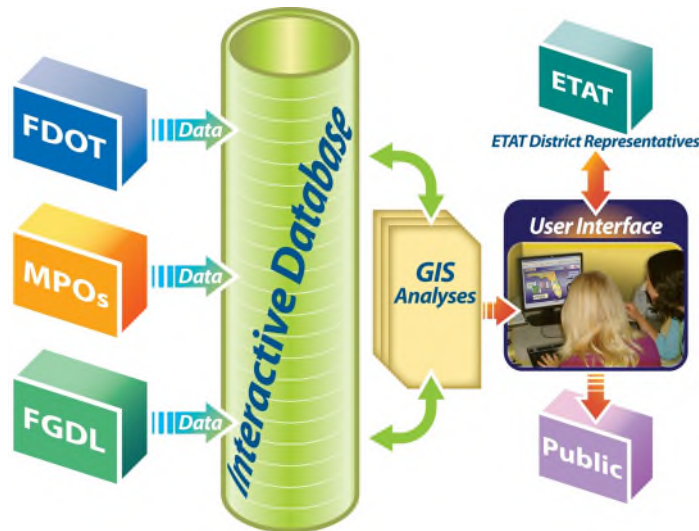 FDOT
Data
MPOs
Data
FGDL
Data
Interactive Database
GIS
Analyses
ETAT
ETAT District Representatives
User Interface
Public